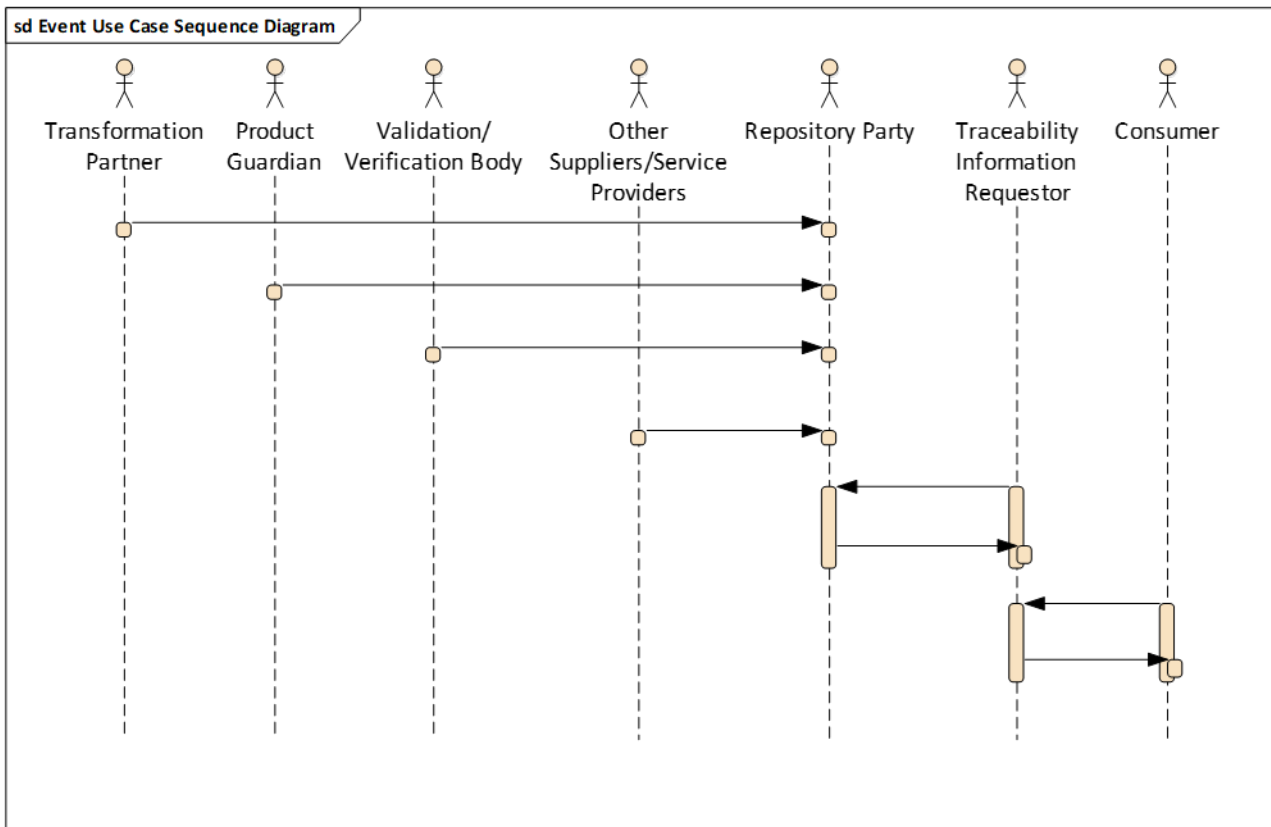 sd Event Use Case Sequence Diagram
Transformation
Partner
Product
Guardian
Validation/
Verification Body
Other
Suppliers/Service
Providers
Repository Party
Traceability
Information
Requestor
Consumer